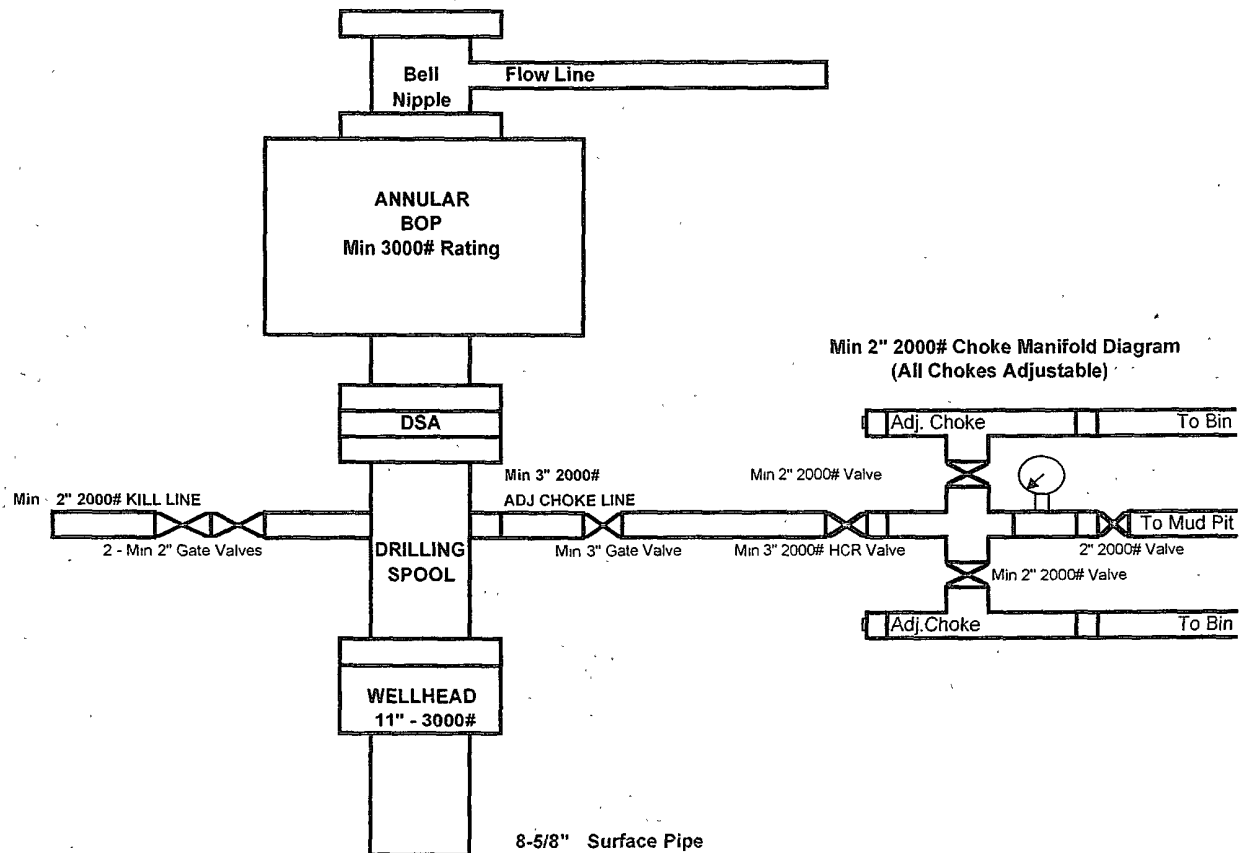 Bell
Nipple
Flow Line
ANNULAR
BOP
Min 3000# Rating
Min 2" 2000# Choke Manifold Diagram
(All Chokes Adjustable)
DSA
Adj. Choke
To Bin
Min 2" 2000# KILL LINE
Min 3" 2000#
ADJ CHOKE LINE
Min 2" 2000# Valve
To Mud Pit
2 - Min 2" Gate Valves
DRILLING
SPOOL
Min 3" Gate Valve
Min 3" 2000# HCR Valve
2" 2000# Valve
Min 2" 2000# Valve
Adj.Choke
To Bin
WELLHEAD
11" - 3000#
8-5/8" Surface Pipe